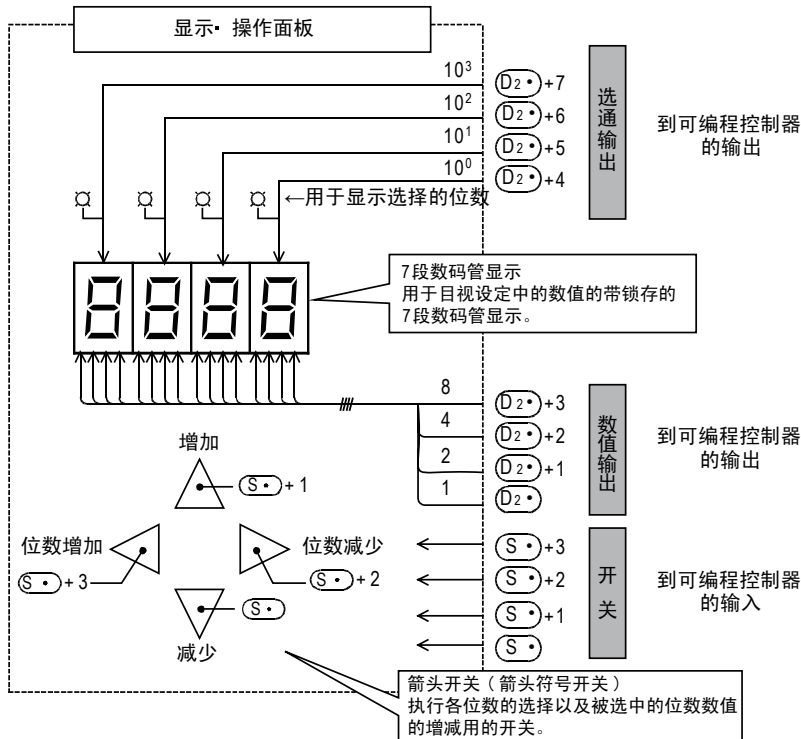 显示· 操作面板
10³ D2• +7
10² D2• +6
10¹ D2• +5
10⁰ D2• +4
选通输出
到可编程控制器
的输出
←用于显示选择的位数
7段数码管显示
用于目视设定中的数值的带锁存的
7段数码管显示。
8 8 8 8
8 D2• +3
4 D2• +2
2 D2• +1
1 D2•
数值输出
到可编程控制器
的输出
增加
S• +1
位数增加
S• +3
位数减少
S• +2
S•
减少
S• +3
S• +2
S• +1
S•
开关
到可编程控制器
的输入
箭头开关（箭头符号开关）
执行各位数的选择以及被选中的位数数值
的增减用的开关。